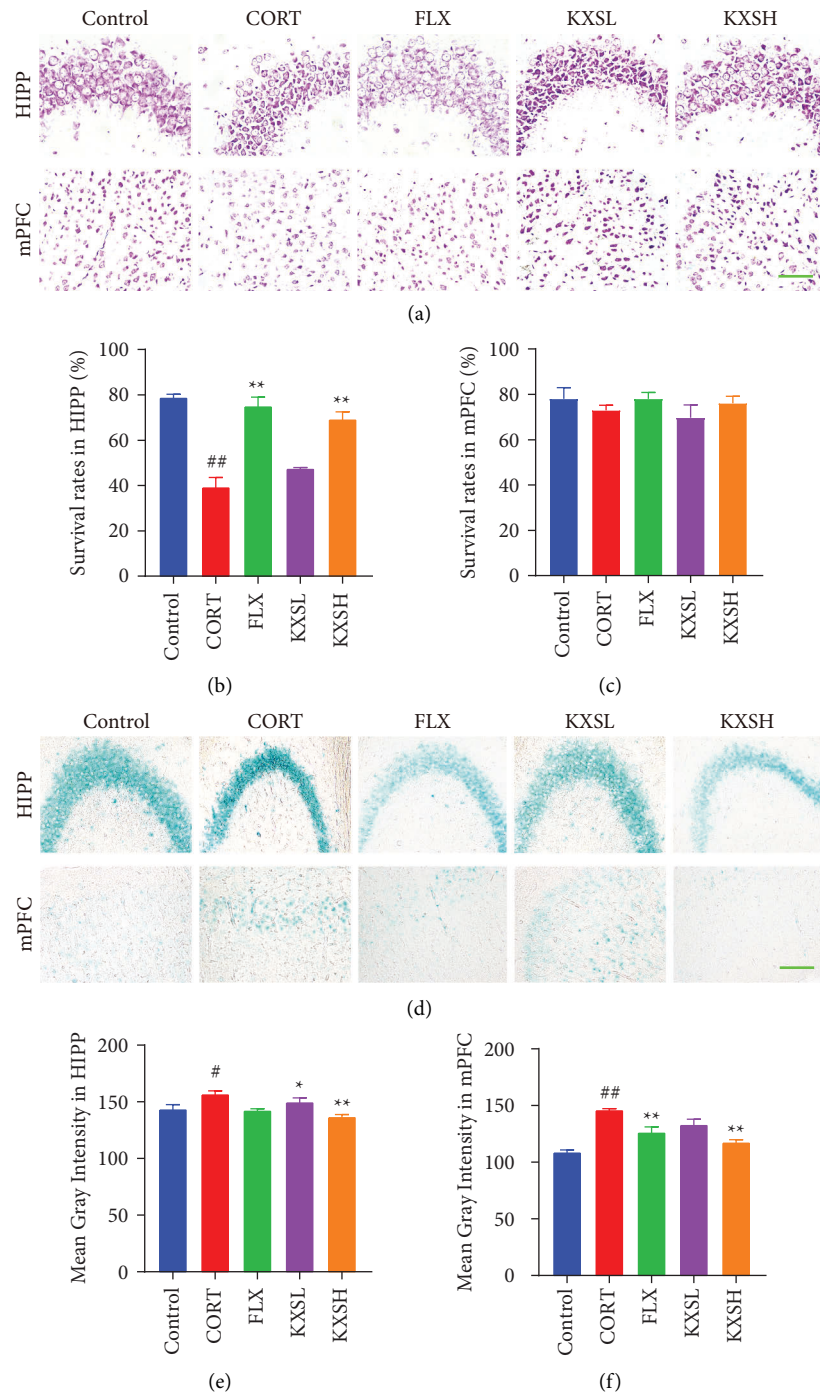 Control CORT FLX KXSL KXSH
HIPP
mPFC
(a)
Survival rates in HIPP (%)
100
80
60
40
20
0
##
**
**
Control CORT FLX KXSL KXSH
(b)
Survival rates in mPFC (%)
100
80
60
40
20
0
Control CORT FLX KXSL KXSH
(c)
Control CORT FLX KXSL KXSH
HIPP
mPFC
(d)
Mean Gray Intensity in HIPP
200
150
100
50
0
#
*
**
Control CORT FLX KXSL KXSH
(e)
Mean Gray Intensity in mPFC
200
150
100
50
0
##
**
**
Control CORT FLX KXSL KXSH
(f)